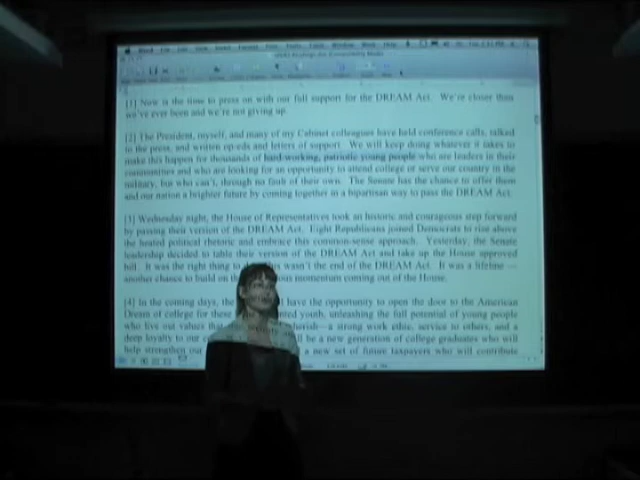 [1] Now is the time to press on with our full support for the DREAM Act. We're closer than
we've ever been and we're not giving up.
[2] The President, myself, and many of my Cabinet colleagues have held conference calls, talked
to the press, and written op-eds and letters of support. We will keep doing whatever it takes to
make this happen for thousands of hard-working, patriotic young people who are leaders in their
communities and who are looking for an opportunity to attend college or serve our country in the
military, but who can't, through no fault of their own. The Senate has the chance to offer them
and our nation a brighter future by coming together in a bipartisan way to pass the DREAM Act.
[3] Wednesday night, the House of Representatives took an historic and courageous step forward
by passing their version of the DREAM Act. Eight Republicans joined Democrats to rise above
the heated political rhetoric and embrace this common-sense approach. Yesterday, the Senate
leadership decided to table their version of the DREAM Act and take up the House approved
bill. It was the right thing to wasn't the end of the DREAM Act. It was a lifeline —
another chance to build on momentum coming out of the House.
[4] In the coming days, the have the opportunity to open the door to the American
Dream of college for these youth, unleashing the full potential of young people
who live out values that —a strong work ethic, service to others, and a
deep loyalty to our be a new generation of college graduates who will
help strengthen our a new set of future taxpayers who will contribute